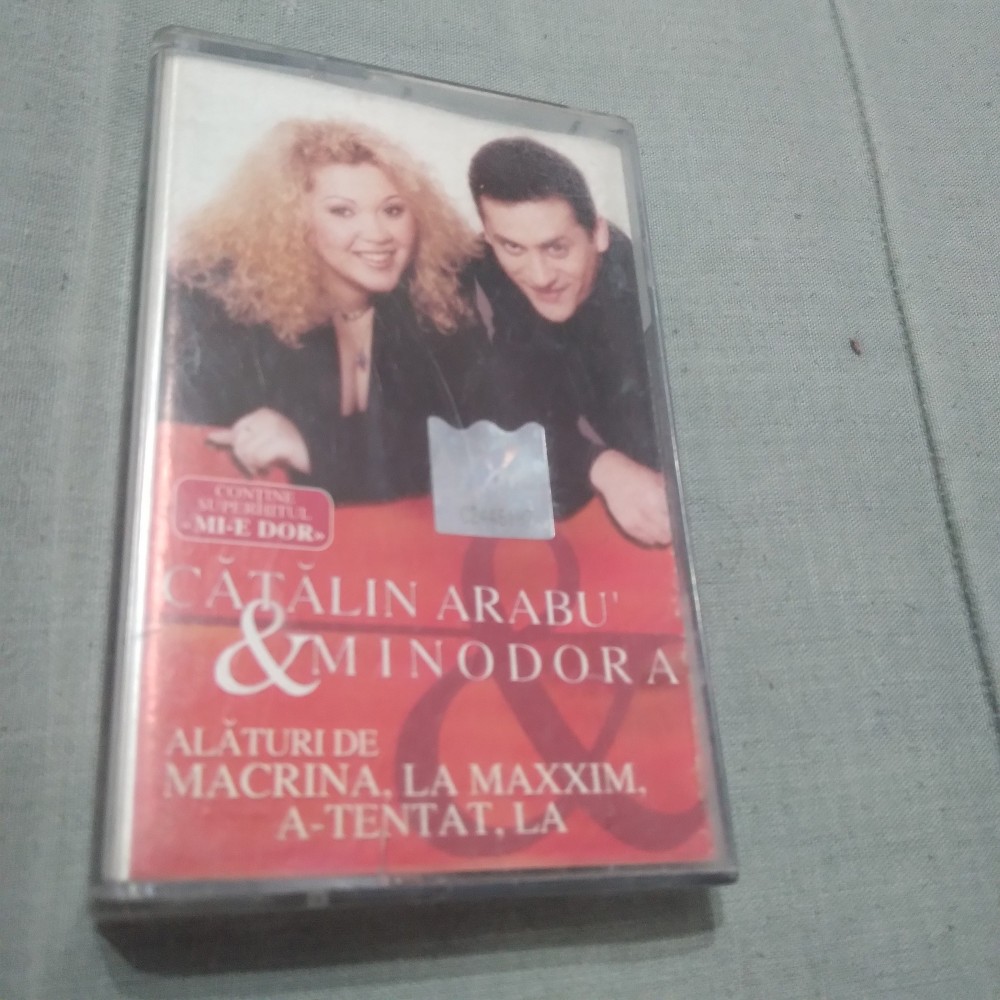 CONȚINE
SUPERHITUL
«MI-E DOR»
CĂTĂLIN ARABU'
& MINODORA
ALĂTURI DE
MACRINA, LA MAXXIM,
A-TENTAT, LA